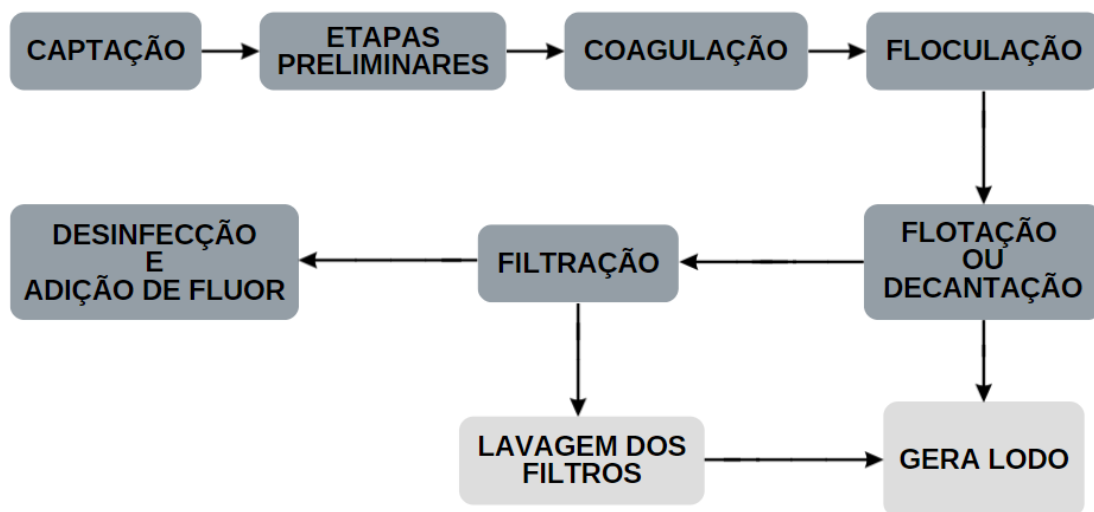 CAPTAÇÃO
ETAPAS
PRELIMINARES
COAGULAÇÃO
FLOCULAÇÃO
FLOTAÇÃO
OU
DECANTAÇÃO
FILTRAÇÃO
DESINFECÇÃO
E
ADIÇÃO DE FLUOR
LAVAGEM DOS
FILTROS
GERA LODO